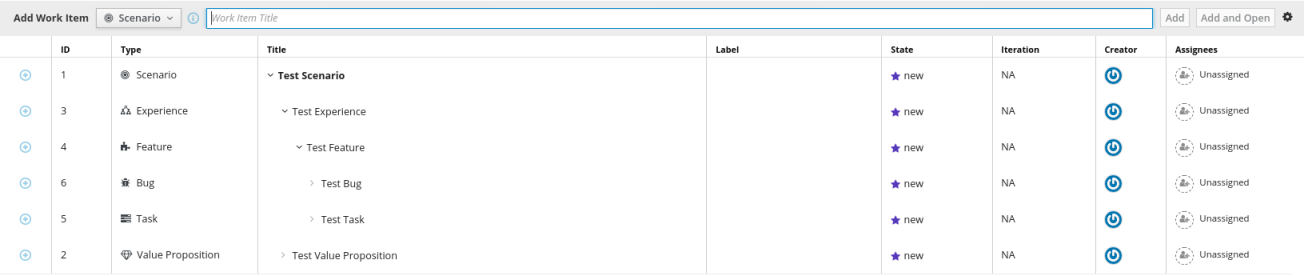 Add Work Item Scenario Work Item Title Add Add and Open
ID Type Title Label State Iteration Creator Assignees
1 Scenario Test Scenario new NA Unassigned
3 Experience Test Experience new NA Unassigned
4 Feature Test Feature new NA Unassigned
6 Bug Test Bug new NA Unassigned
5 Task Test Task new NA Unassigned
2 Value Proposition Test Value Proposition new NA Unassigned